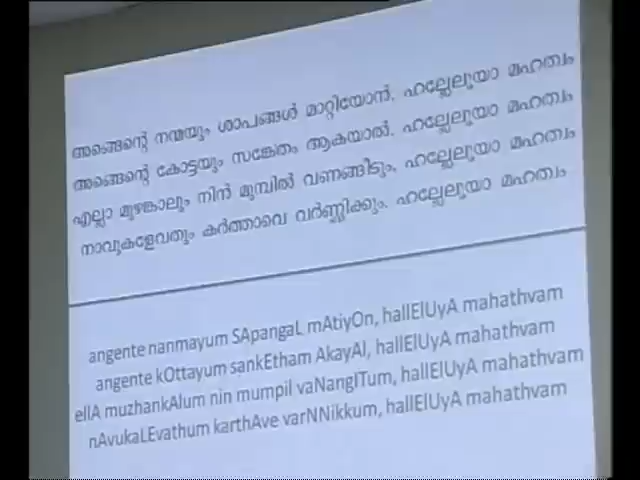 അങ്ങെന്റെ നന്മയും ശാപങ്ങൾ മാറ്റിയോൻ, ഹല്ലേലുയാ മഹത്വം
അങ്ങെന്റെ കോട്ടയും സങ്കേതം ആകയാൽ, ഹല്ലേലുയാ മഹത്വം
എല്ലാ മുഴങ്കാലും നിൻ മുമ്പിൽ വണങ്ങീടും, ഹല്ലേലുയാ മഹത്വം
നാവുകളേവതും കർത്താവെ വർണ്ണിക്കും. ഹല്ലേലുയാ മഹത്വം
angente nanmayum SApangaL mAtiyOn, hallElUyA mahathvam
angente kOttayum sankEtham AkayAl, hallElUyA mahathvam
ellA muzhankAlum nin mumpil vaNangITum, hallElUyA mahathvam
nAvukaLEvathum karthAve varNNikkum, hallElUyA mahathvam